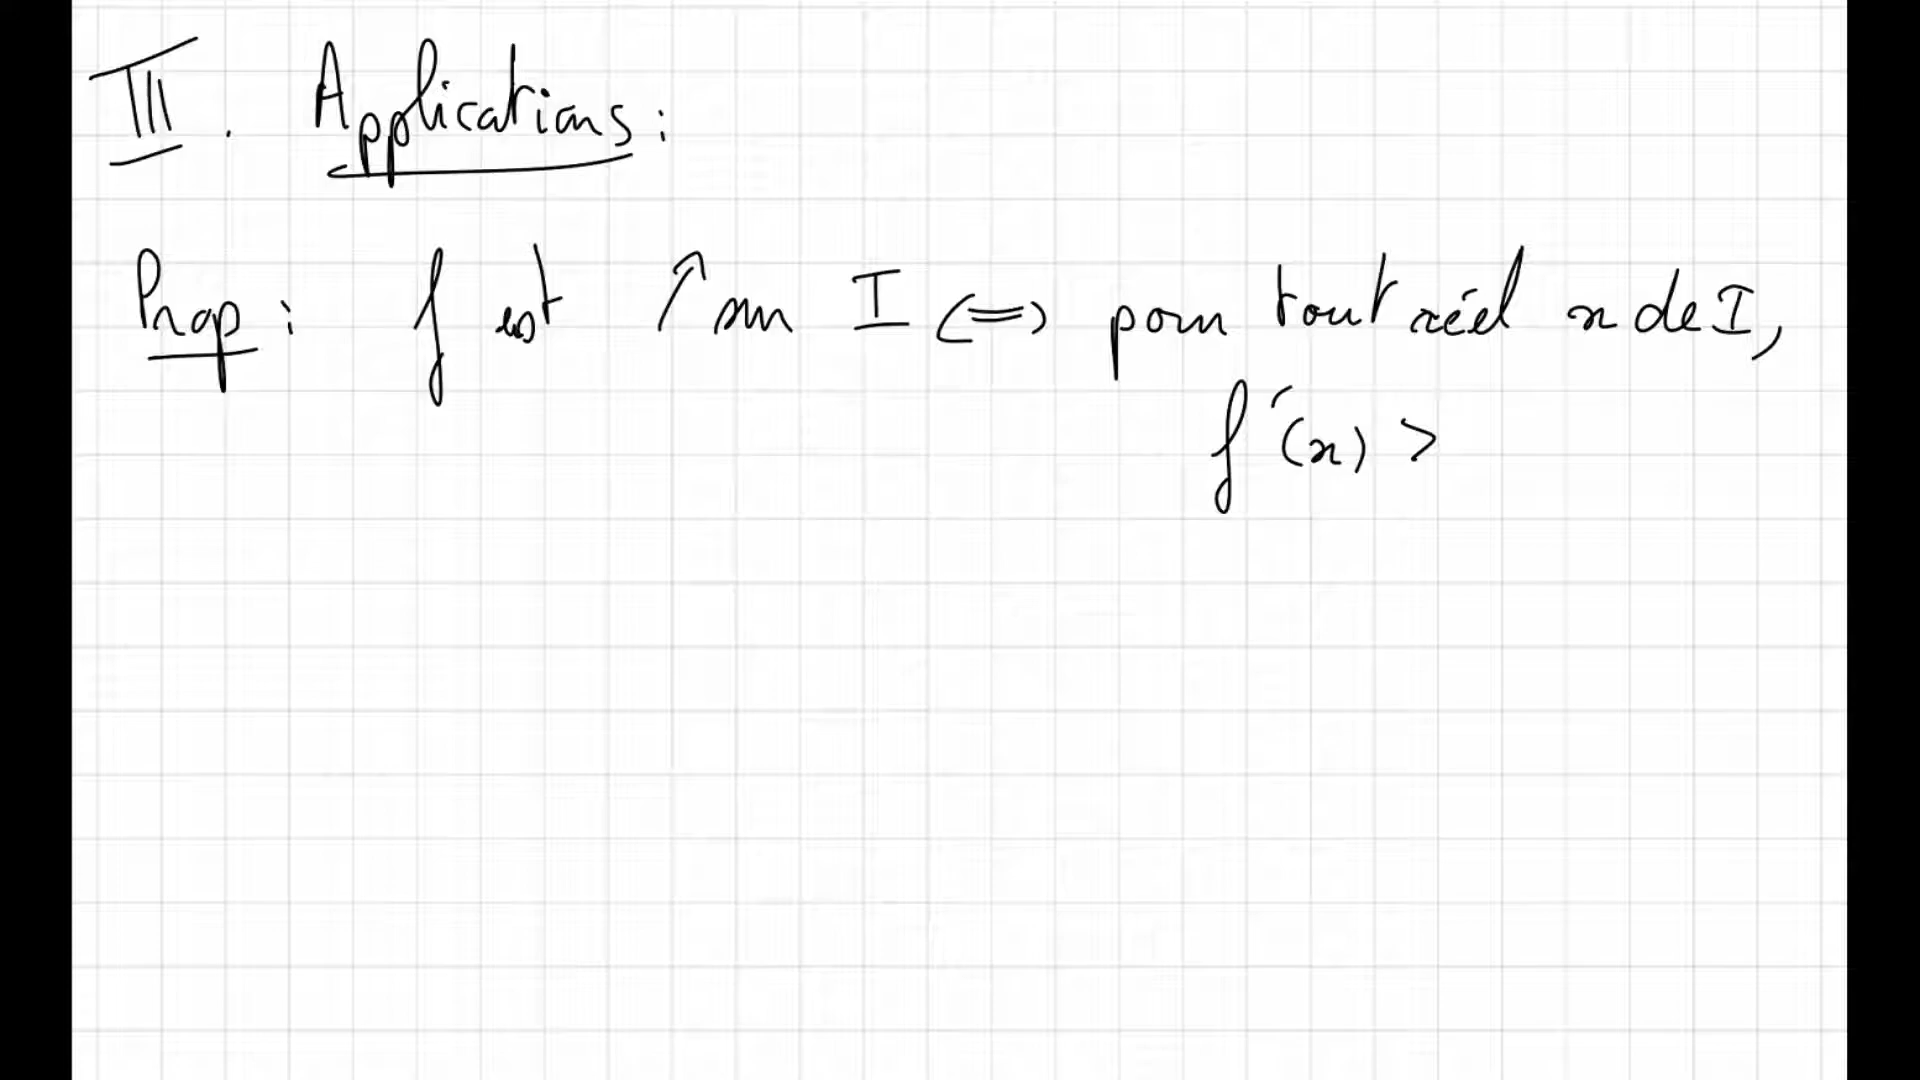 III. Applications :
Prop : f est ↗ sur I (=) pour tout réel x de I,
f'(x) >